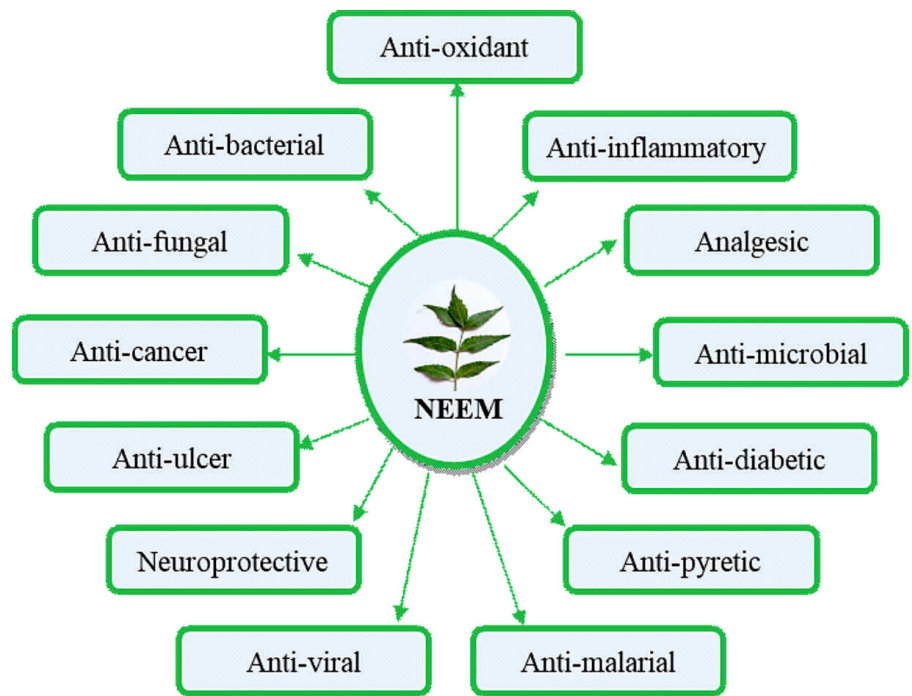 Anti-oxidant
Anti-bacterial
Anti-inflammatory
Anti-fungal
Analgesic
Anti-cancer
Anti-microbial
NEEM
Anti-ulcer
Anti-diabetic
Neuroprotective
Anti-pyretic
Anti-viral
Anti-malarial